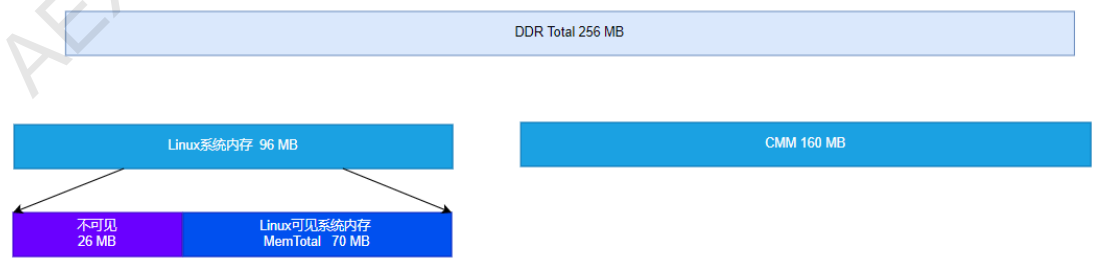 DDR Total 256 MB
Linux系统内存 96 MB
CMM 160 MB
不可见
26 MB
Linux可见系统内存
MemTotal 70 MB